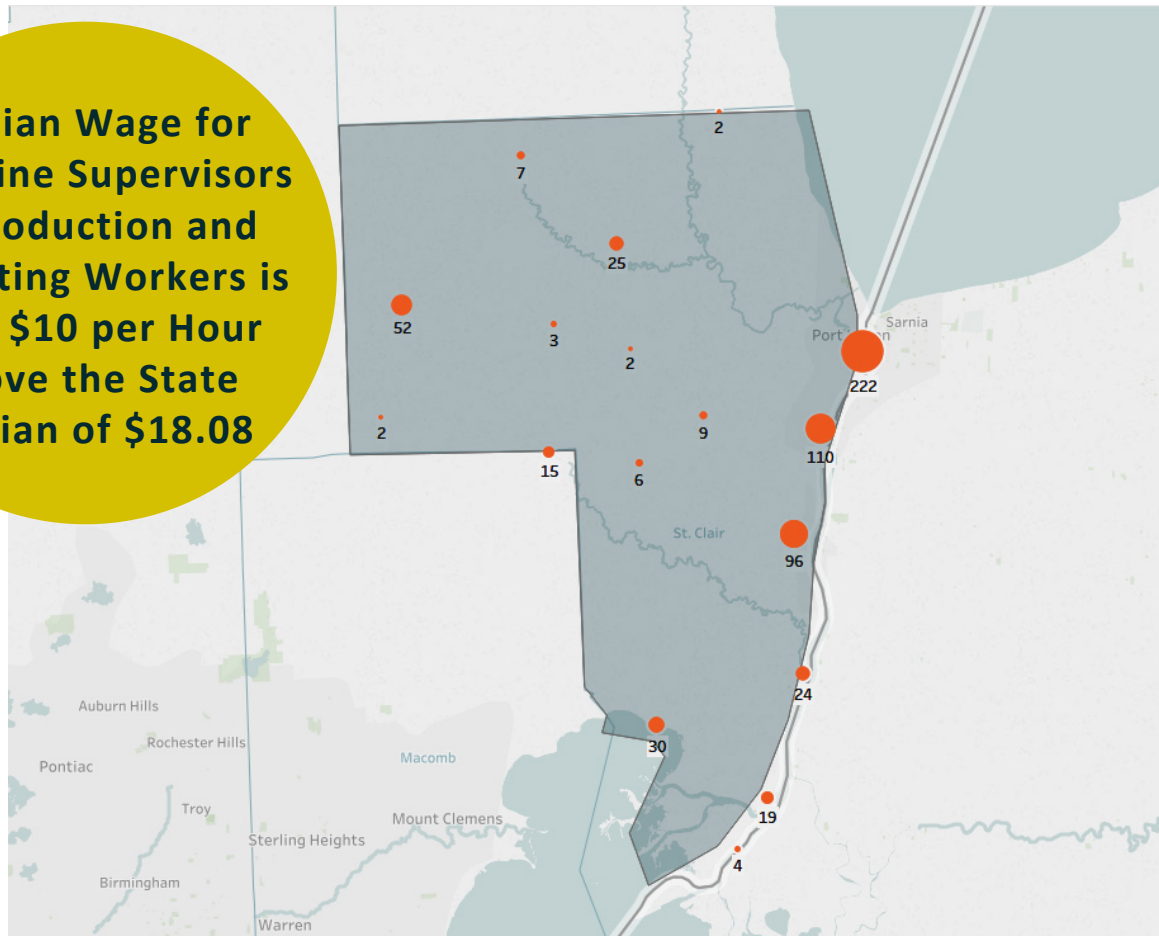 ian Wage for
ine Supervisors
oduction and
ting Workers is
$10 per Hour
ove the State
ian of $18.08
2
7
25
52
3
2
Sarnia
Port
222
2
9
110
15
6
St. Clair
96
24
Auburn Hills
30
Rochester Hills
Macomb
Pontiac
Troy
19
Mount Clemens
Sterling Heights
4
Birmingham
Warren